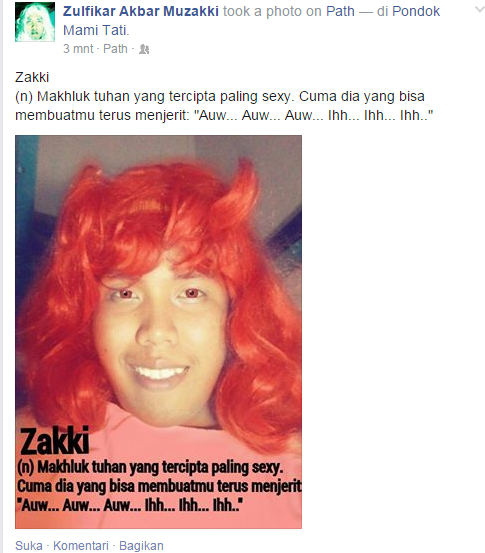 Zulfikar Akbar Muzakki took a photo on Path — di Pondok
Mami Tati.
3 mnt · Path ·
Zakki
(n) Makhluk tuhan yang tercipta paling sexy. Cuma dia yang bisa
membuatmu terus menjerit: "Auw... Auw... Auw... Ihh... Ihh... Ihh.."
Zakki
(n) Makhluk tuhan yang tercipta paling sexy.
Cuma dia yang bisa membuatmu terus menjerit
"Auw... Auw... Auw... Ihh... Ihh... Ihh.."
Suka · Komentari · Bagikan